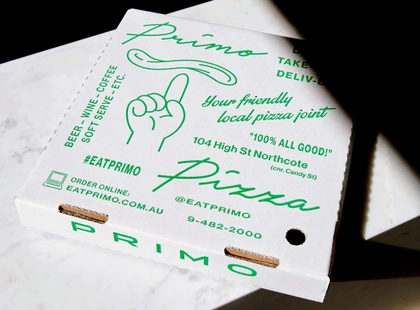 Primo
TAKE-
DELIV-E
BEER – WINE – COFFEE
SOFT SERVE – ETC.
Your friendly
local pizza joint
“100% ALL GOOD!”
104 High St Northcote
(cnr. Candy St)
#EATPRIMO
Pizza
ORDER ONLINE:
EATPRIMO.COM.AU
@EATPRIMO
9-482-2000
PRIMO